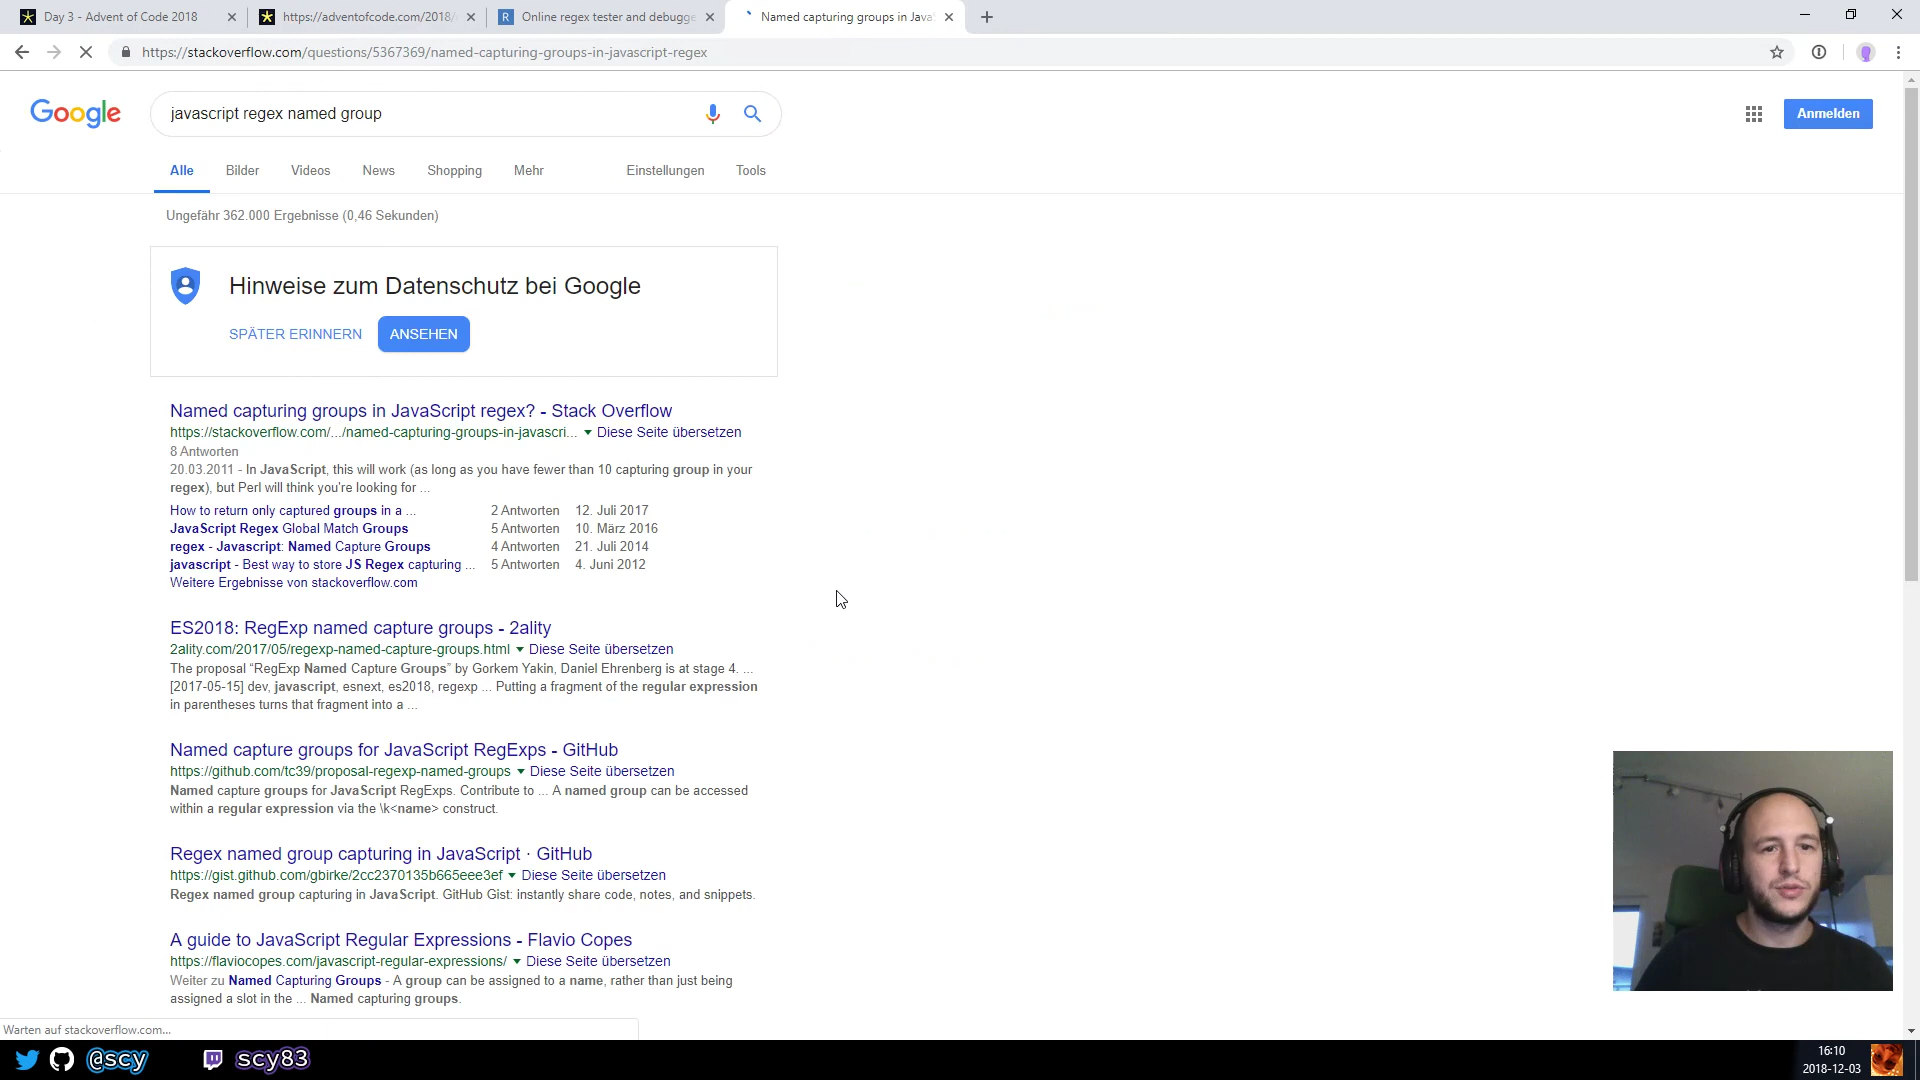 Day 3 - Advent of Code 2018
https://adventofcode.com/2018/
Online regex tester and debugge
Named capturing groups in Java
https://stackoverflow.com/questions/5367369/named-capturing-groups-in-javascript-regex
Google
javascript regex named group
Anmelden
Alle Bilder Videos News Shopping Mehr Einstellungen Tools
Ungefähr 362.000 Ergebnisse (0,46 Sekunden)
Hinweise zum Datenschutz bei Google
SPÄTER ERINNERN ANSEHEN
Named capturing groups in JavaScript regex? - Stack Overflow
https://stackoverflow.com/.../named-capturing-groups-in-javascri... Diese Seite übersetzen
8 Antworten
20.03.2011 - In JavaScript, this will work (as long as you have fewer than 10 capturing group in your
regex), but Perl will think you're looking for ...
How to return only captured groups in a ... 2 Antworten 12. Juli 2017
JavaScript Regex Global Match Groups 5 Antworten 10. März 2016
regex - Javascript: Named Capture Groups 4 Antworten 21. Juli 2014
javascript - Best way to store JS Regex capturing ... 5 Antworten 4. Juni 2012
Weitere Ergebnisse von stackoverflow.com
ES2018: RegExp named capture groups - 2ality
2ality.com/2017/05/regexp-named-capture-groups.html Diese Seite übersetzen
The proposal “RegExp Named Capture Groups” by Gorkem Yakin, Daniel Ehrenberg is at stage 4. ...
[2017-05-15] dev, javascript, esnext, es2018, regexp ... Putting a fragment of the regular expression
in parentheses turns that fragment into a ...
Named capture groups for JavaScript RegExps - GitHub
https://github.com/tc39/proposal-regexp-named-groups Diese Seite übersetzen
Named capture groups for JavaScript RegExps. Contribute to ... A named group can be accessed
within a regular expression via the \k<name> construct.
Regex named group capturing in JavaScript · GitHub
https://gist.github.com/gbirke/2cc2370135b665eee3ef Diese Seite übersetzen
Regex named group capturing in JavaScript. GitHub Gist: instantly share code, notes, and snippets.
A guide to JavaScript Regular Expressions - Flavio Copes
https://flaviocopes.com/javascript-regular-expressions/ Diese Seite übersetzen
Weiter zu Named Capturing Groups - A group can be assigned to a name, rather than just being
assigned a slot in the ... Named capturing groups.
Warten auf stackoverflow.com...
@scy scy83
16:10
2018-12-03